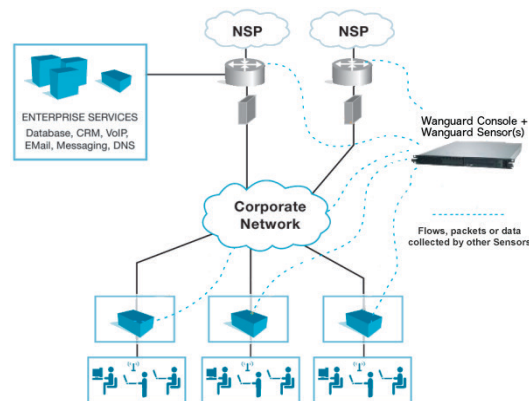 NSP
NSP
ENTERPRISE SERVICES
Database, CRM, VoIP,
EMail, Messaging, DNS
Wanguard Console +
Wanguard Sensor(s)
Corporate
Network
Flows, packets or data
collected by other Sensors